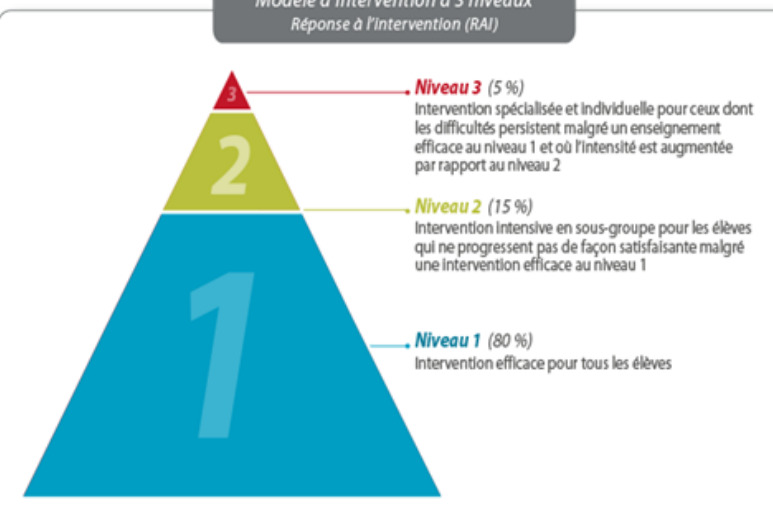 Modèle d'intervention à 3 niveaux
Réponse à l'intervention (RAI)
3
Niveau 3 (5 %)
Intervention spécialisée et individuelle pour ceux dont
les difficultés persistent malgré un enseignement
efficace au niveau 1 et où l'intensité est augmentée
par rapport au niveau 2
2
Niveau 2 (15 %)
Intervention intensive en sous-groupe pour les élèves
qui ne progressent pas de façon satisfaisante malgré
une intervention efficace au niveau 1
1
Niveau 1 (80 %)
Intervention efficace pour tous les élèves